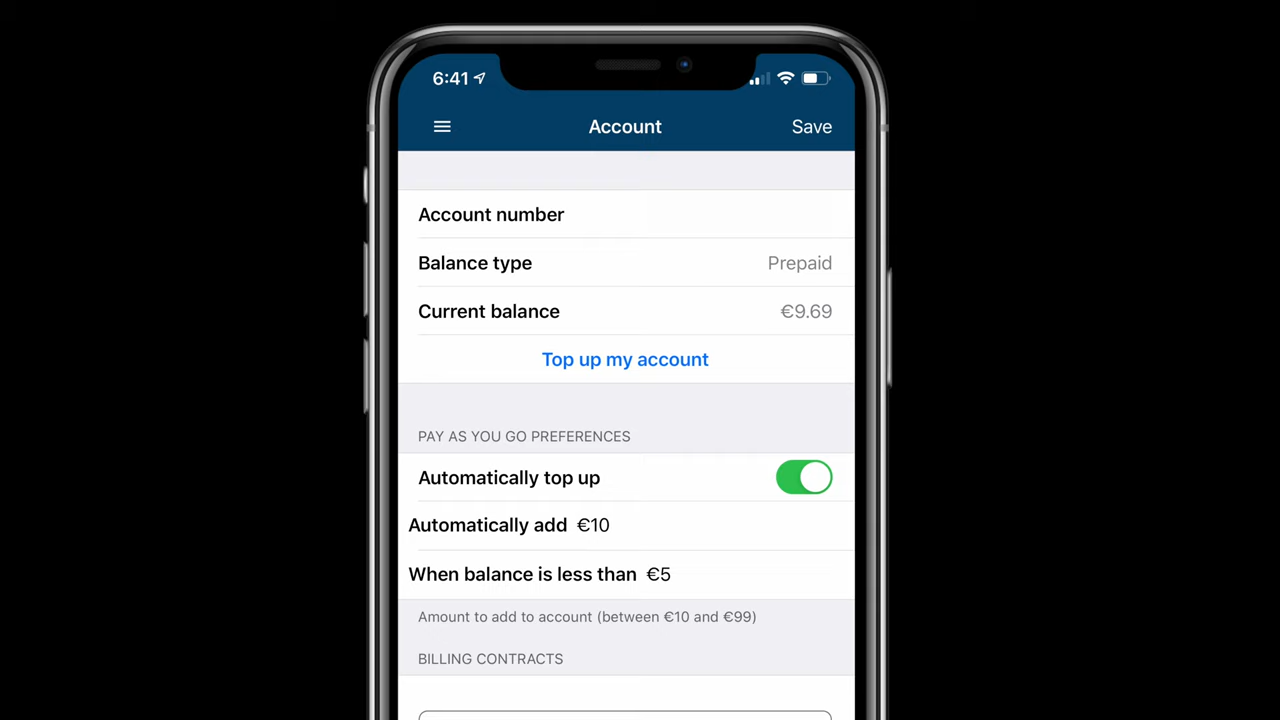 6:41
Account
Save
Account number
Balance type Prepaid
Current balance €9.69
Top up my account
PAY AS YOU GO PREFERENCES
Automatically top up
Automatically add €10
When balance is less than €5
Amount to add to account (between €10 and €99)
BILLING CONTRACTS